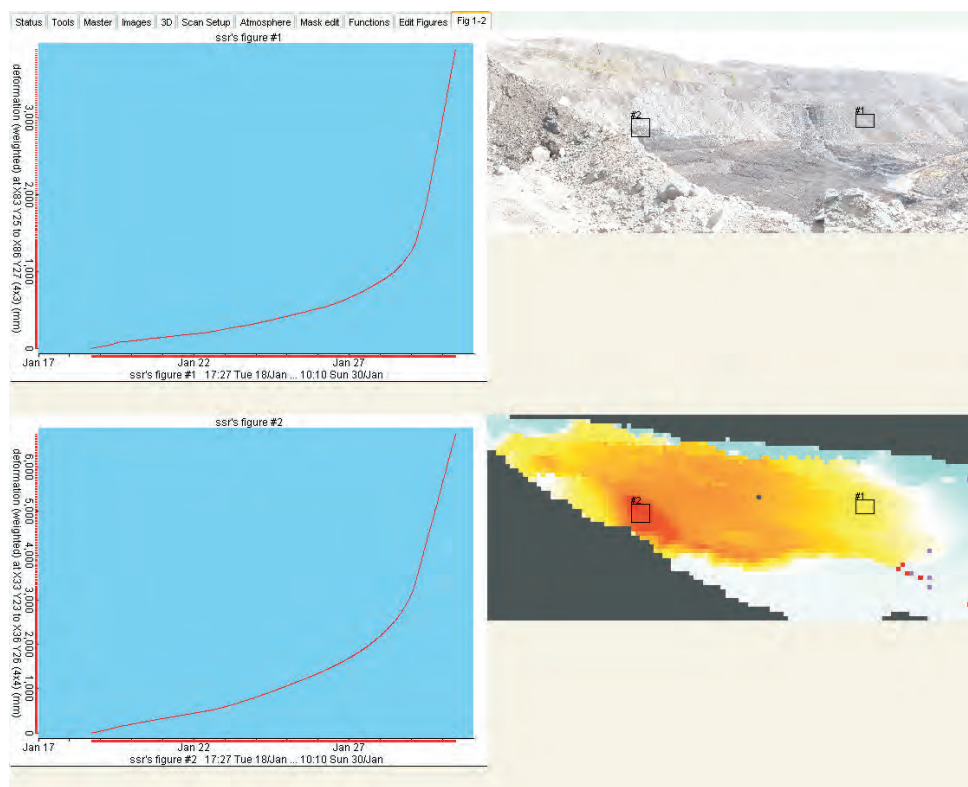 Status Tools Master Images 3D Scan Setup Atmosphere Mask edit Functions Edit Figures Fig 1-2
ssr's figure #1
deformation (weighted) at X83 Y25 to X86 Y27 (4x3) (mm)
3,000
2,000
1,000
0
Jan 17 Jan 22 Jan 27
ssr's figure #1 17:27 Tue 18/Jan ... 10:10 Sun 30/Jan
#2
#1
ssr's figure #2
deformation (weighted) at X33 Y23 to X36 Y26 (4x4) (mm)
6,000
5,000
4,000
3,000
2,000
1,000
0
Jan 17 Jan 22 Jan 27
ssr's figure #2 17:27 Tue 18/Jan ... 10:10 Sun 30/Jan
#2
#1